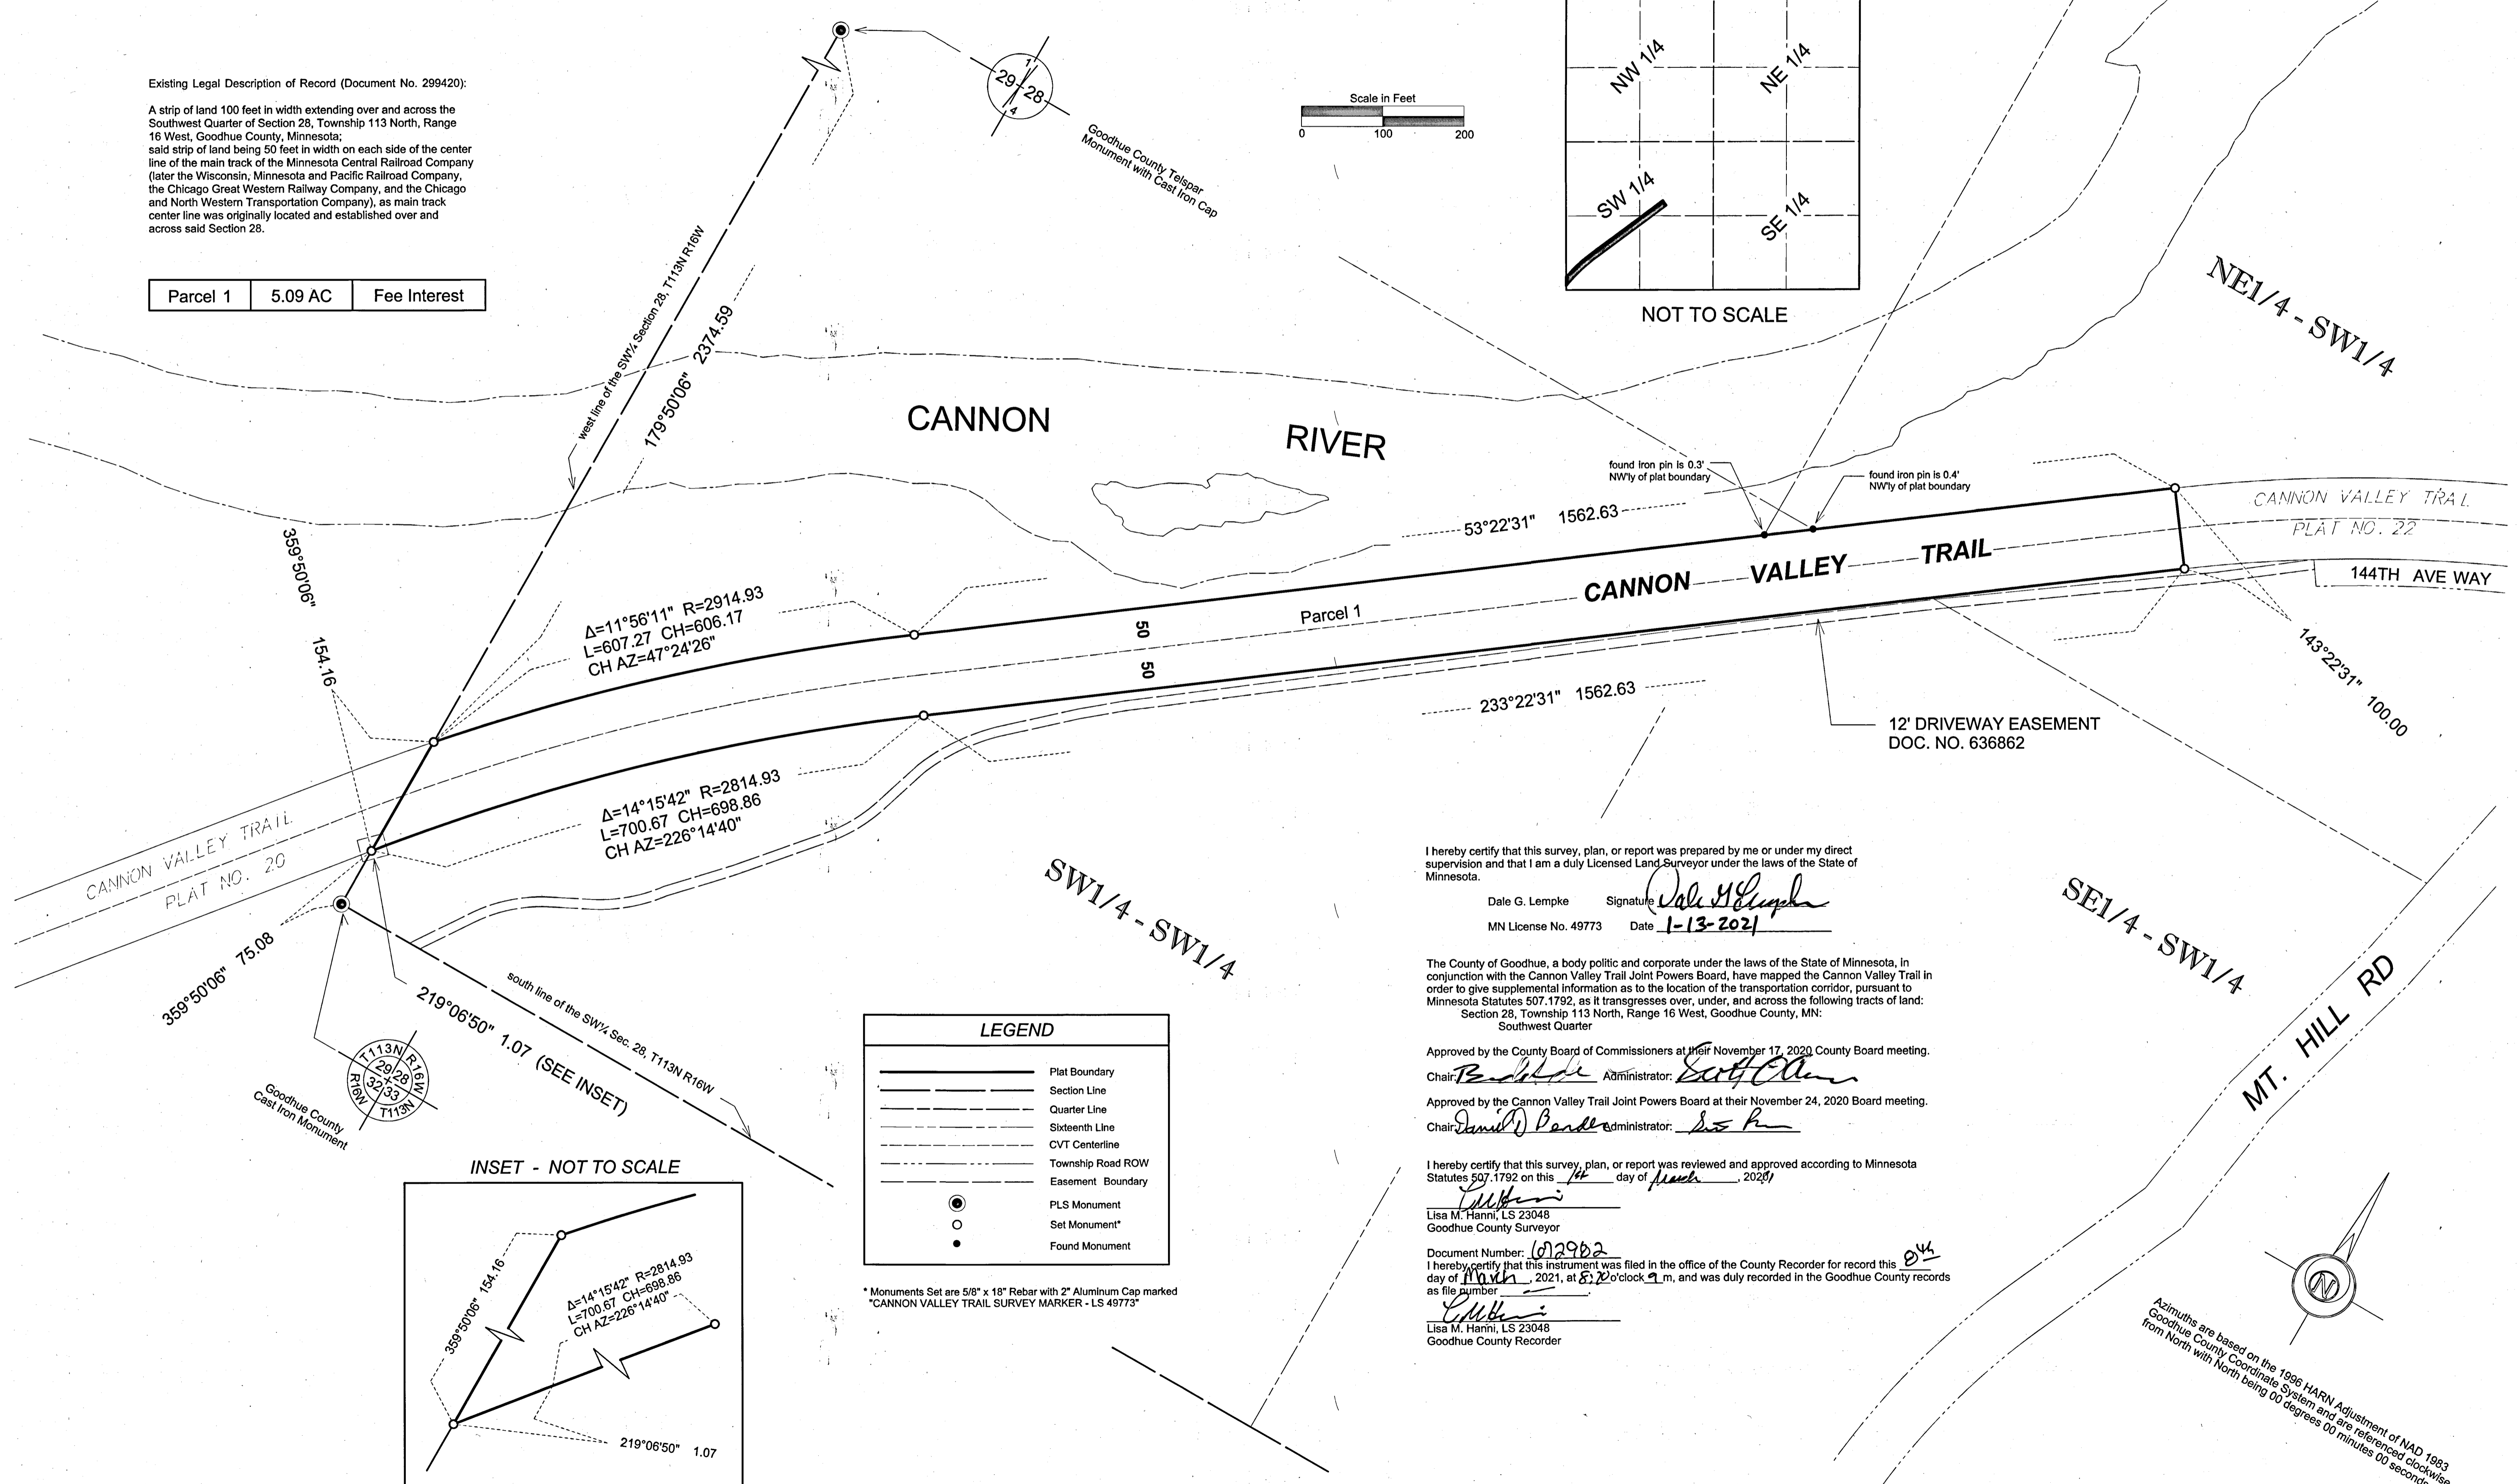 Existing Legal Description of Record (Document No. 299420):
A strip of land 100 feet in width extending over and across the
Southwest Quarter of Section 28, Township 113 North, Range
16 West, Goodhue County, Minnesota;
said strip of land being 50 feet in width on each side of the center
line of the main track of the Minnesota Central Railroad Company
(later the Wisconsin, Minnesota and Pacific Railroad Company,
the Chicago Great Western Railway Company, and the Chicago
and North Western Transportation Company), as main track
center line was originally located and established over and
across said Section 28.
Parcel 1 5.09 AC Fee Interest
1
29 28
4
Goodhue County Telspar
Monument with Cast Iron Cap
Scale in Feet
0 100 200
NW 1/4
NE 1/4
SW 1/4
SE 1/4
NOT TO SCALE
NE1/4 - SW1/4
west line of the SW¼ Section 28, T113N R16W
179°50'06" 2374.59
CANNON
RIVER
found iron pin is 0.3'
NW'ly of plat boundary
found iron pin is 0.4'
NW'ly of plat boundary
53°22'31" 1562.63
CANNON VALLEY TRAIL
PLAT NO. 22
144TH AVE WAY
CANNON VALLEY TRAIL
Parcel 1
50
50
359°50'06" 154.16
Δ=11°56'11" R=2914.93
L=607.27 CH=606.17
CH AZ=47°24'26"
233°22'31" 1562.63
143°22'31" 100.00
12' DRIVEWAY EASEMENT
DOC. NO. 636862
Δ=14°15'42" R=2814.93
L=700.67 CH=698.86
CH AZ=226°14'40"
CANNON VALLEY TRAIL
PLAT NO. 20
359°50'06" 75.08
219°06'50" 1.07 (SEE INSET)
south line of the SW¼ Sec. 28, T113N R16W
T113N R16W
29 28
32 33
R16W T113N
Goodhue County
Cast Iron Monument
SW1/4 - SW1/4
SE1/4 - SW1/4
MT. HILL RD
INSET - NOT TO SCALE
359°50'06" 154.16
Δ=14°15'42" R=2814.93
L=700.67 CH=698.86
CH AZ=226°14'40"
219°06'50" 1.07
LEGEND
Plat Boundary
Section Line
Quarter Line
Sixteenth Line
CVT Centerline
Township Road ROW
Easement Boundary
PLS Monument
Set Monument*
Found Monument
* Monuments Set are 5/8" x 18" Rebar with 2" Aluminum Cap marked
"CANNON VALLEY TRAIL SURVEY MARKER - LS 49773"
I hereby certify that this survey, plan, or report was prepared by me or under my direct
supervision and that I am a duly Licensed Land Surveyor under the laws of the State of
Minnesota.
Dale G. Lempke Signature Dale G Lempke
MN License No. 49773 Date 1-13-2021
The County of Goodhue, a body politic and corporate under the laws of the State of Minnesota, in
conjunction with the Cannon Valley Trail Joint Powers Board, have mapped the Cannon Valley Trail in
order to give supplemental information as to the location of the transportation corridor, pursuant to
Minnesota Statutes 507.1792, as it transgresses over, under, and across the following tracts of land:
Section 28, Township 113 North, Range 16 West, Goodhue County, MN:
Southwest Quarter
Approved by the County Board of Commissioners at their November 17, 2020 County Board meeting.
Chair: Administrator:
Approved by the Cannon Valley Trail Joint Powers Board at their November 24, 2020 Board meeting.
Chair: Daniel D Bender Administrator:
I hereby certify that this survey, plan, or report was reviewed and approved according to Minnesota
Statutes 507.1792 on this 1st day of March, 2021
Lisa M. Hanni, LS 23048
Goodhue County Surveyor
Document Number: 672982
I hereby certify that this instrument was filed in the office of the County Recorder for record this 8th
day of March, 2021, at o'clock m, and was duly recorded in the Goodhue County records
as file number
Lisa M. Hanni, LS 23048
Goodhue County Recorder
N
Azimuths are based on the 1996 HARN Adjustment of NAD 1983
Goodhue County Coordinate System and are referenced clockwise
from North with North being 00 degrees 00 minutes 00 seconds